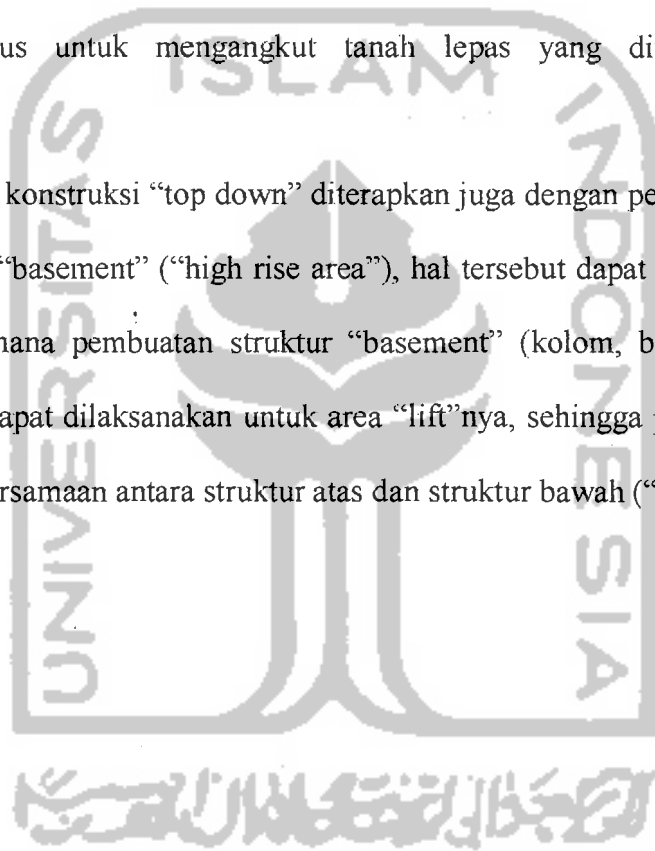 us untuk mengangkut tanah lepas yang di
konstruksi “top down” diterapkan juga dengan pe
“basement” (“high rise area”), hal tersebut dapat
nana pembuatan struktur “basement” (kolom, b
apat dilaksanakan untuk area “lift”nya, sehingga
rsamaan antara struktur atas dan struktur bawah (“
ISLAM
UNIVERSITAS
INDONESIA